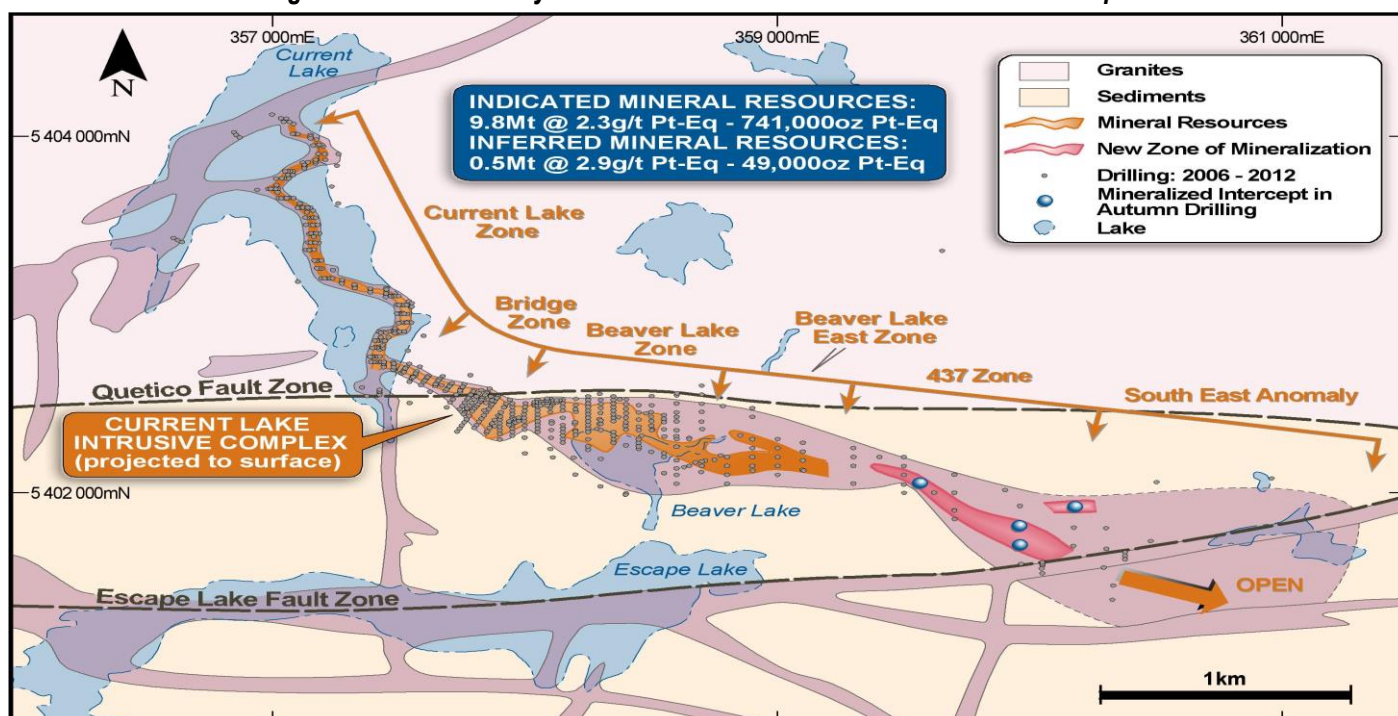 357 000mE
359 000mE
361 000mE
Current
Lake
N
5 404 000mN
INDICATED MINERAL RESOURCES:
9.8Mt @ 2.3g/t Pt-Eq - 741,000oz Pt-Eq
INFERRED MINERAL RESOURCES:
0.5Mt @ 2.9g/t Pt-Eq - 49,000oz Pt-Eq
Granites
Sediments
Mineral Resources
New Zone of Mineralization
Drilling: 2006 - 2012
Mineralized Intercept in
Autumn Drilling
Lake
Current Lake
Zone
Bridge
Zone
Beaver Lake
Zone
Beaver Lake
East Zone
437 Zone
South East Anomaly
Quetico Fault Zone
CURRENT LAKE
INTRUSIVE COMPLEX
(projected to surface)
5 402 000mN
Beaver Lake
Escape Lake
Escape Lake Fault Zone
OPEN
1km